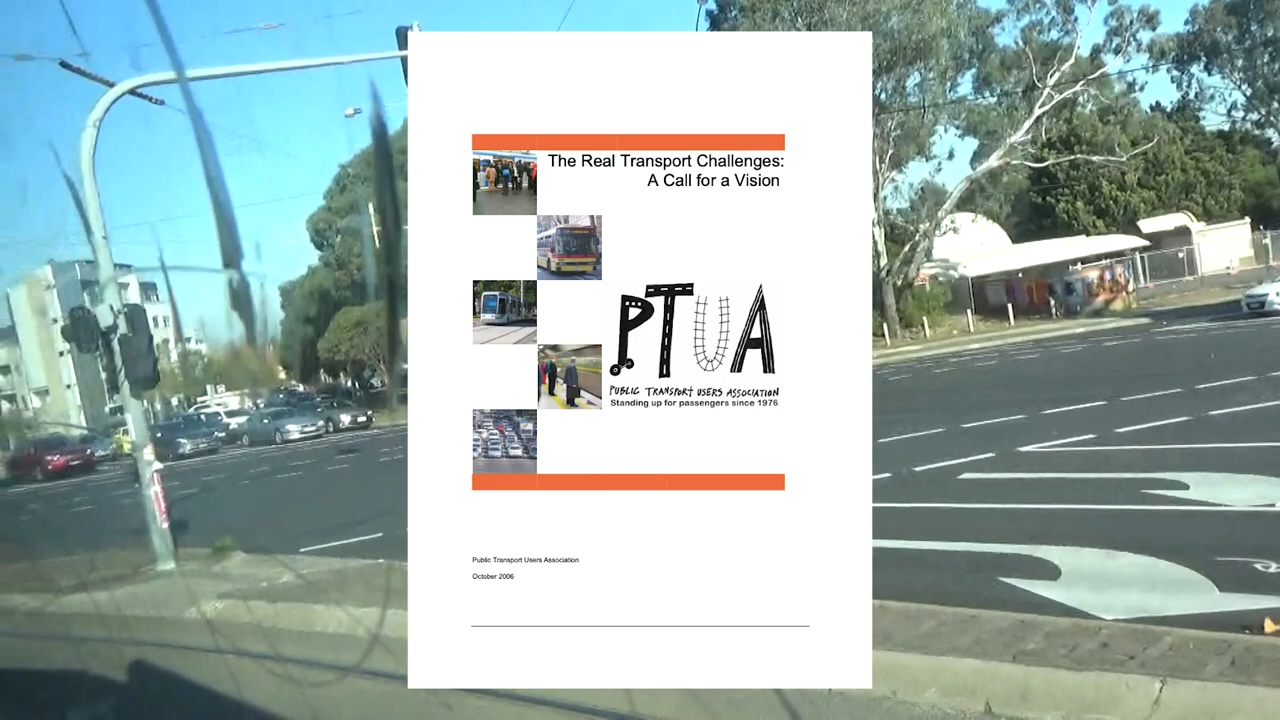 The Real Transport Challenges:
A Call for a Vision
PTUA
PUBLIC TRANSPORT USERS ASSOCIATION
Standing up for passengers since 1976
Public Transport Users Association
October 2006